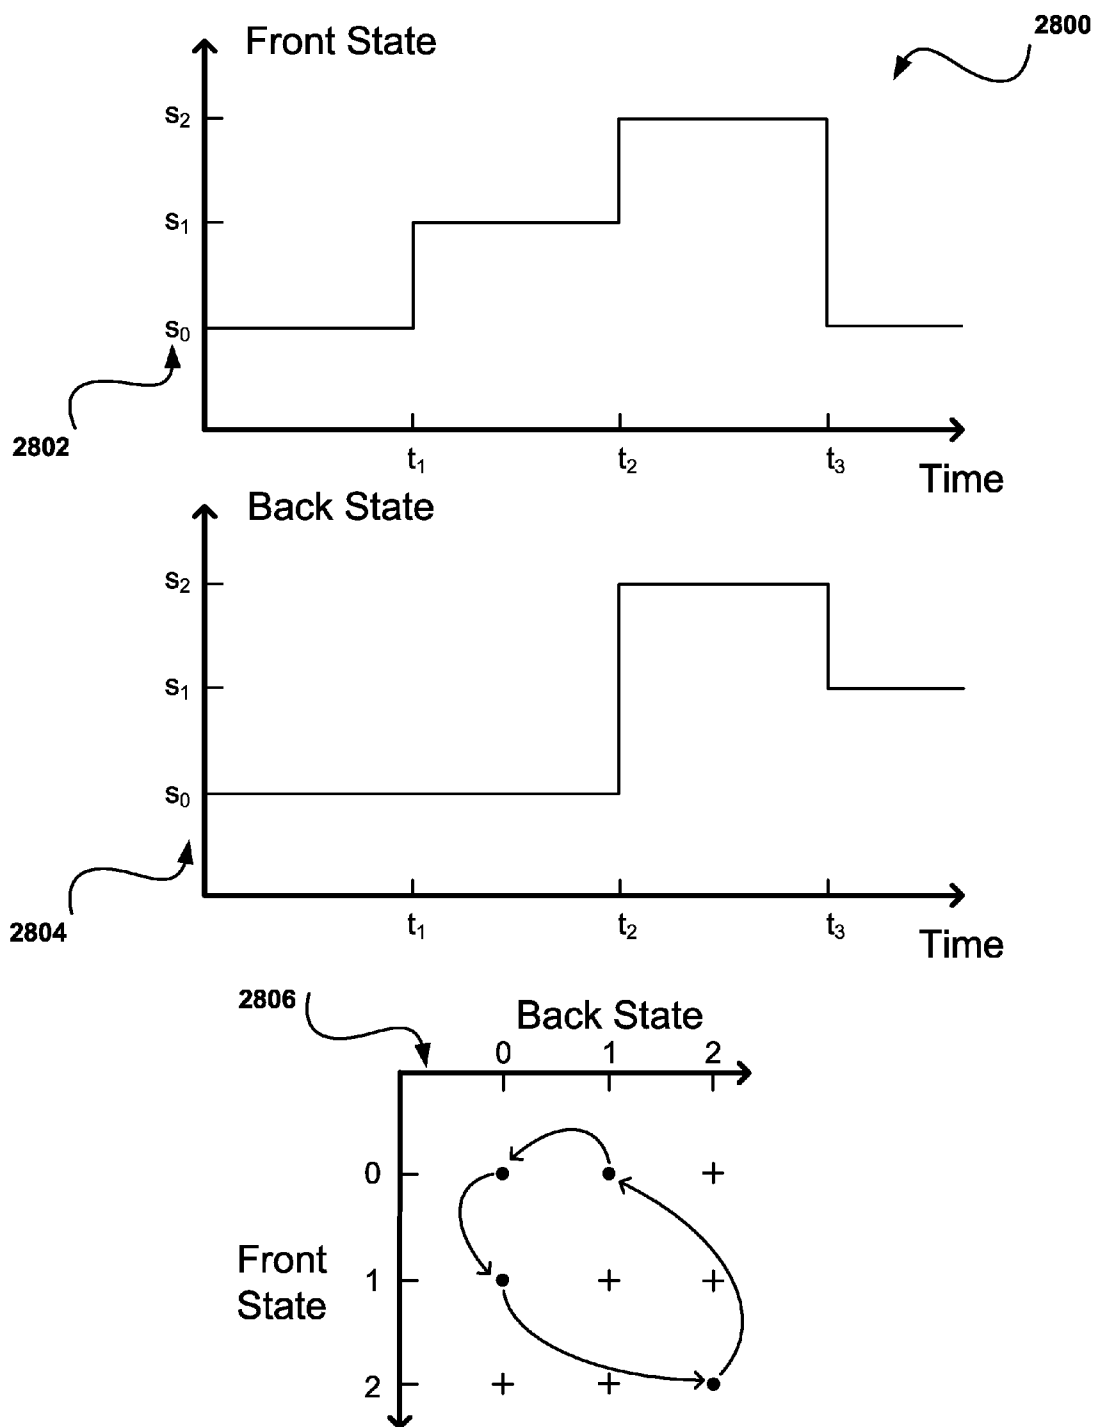 2800
Front State
s₂
s₁
s₀
2802
t₁ t₂ t₃
Time
Back State
s₂
s₁
s₀
2804
t₁ t₂ t₃
Time
2806
Back State
0 1 2
0
Front
State
1
2